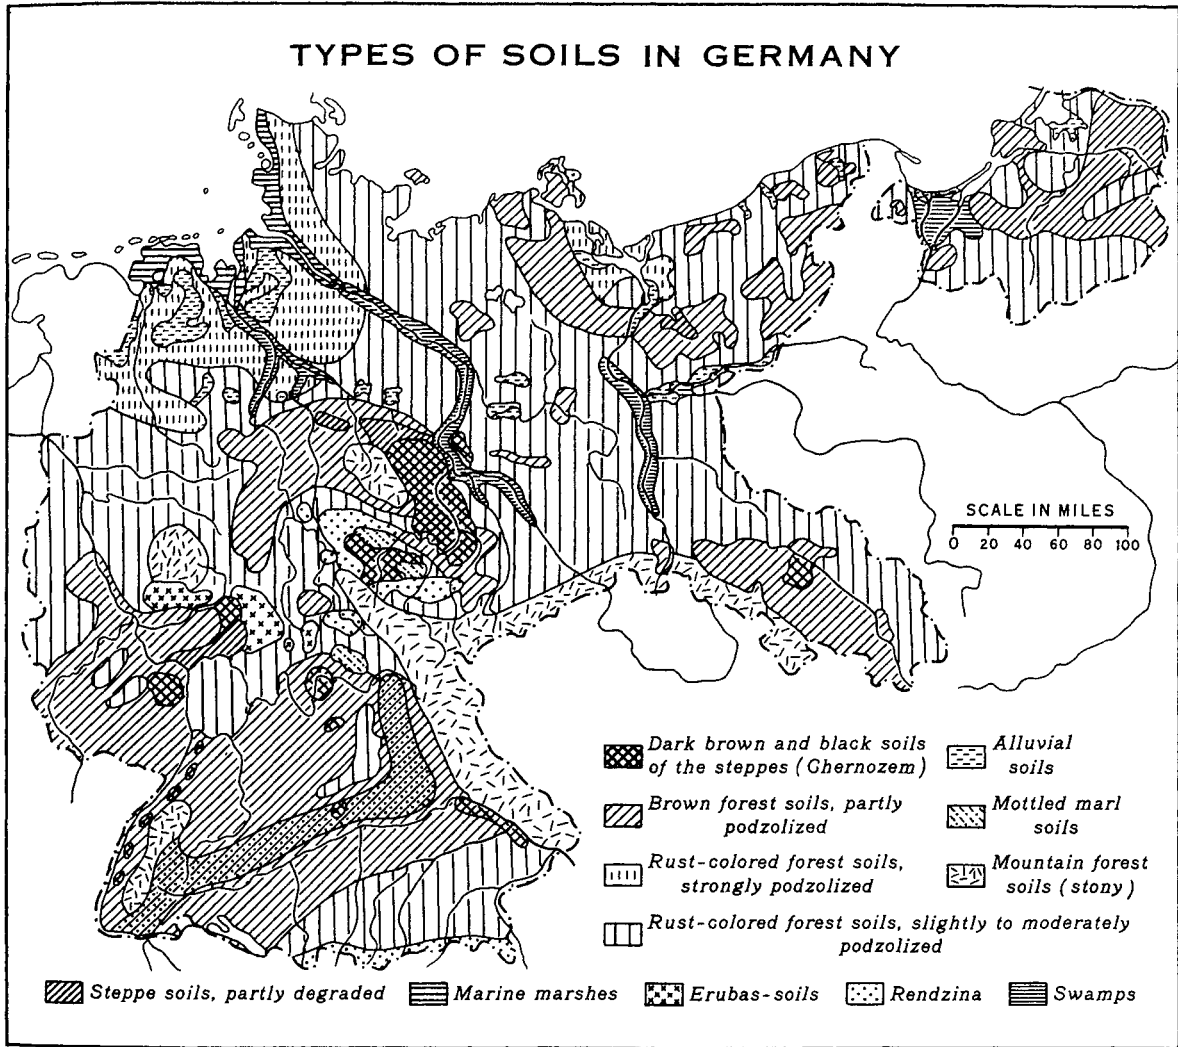 TYPES OF SOILS IN GERMANY
SCALE IN MILES
0 20 40 60 80 100
Dark brown and black soils
of the steppes (Chernozem)
Brown forest soils, partly
podzolized
Rust-colored forest soils,
strongly podzolized
Alluvial
soils
Mottled marl
soils
Mountain forest
soils (stony)
Rust-colored forest soils, slightly to moderately
podzolized
Steppe soils, partly degraded
Marine marshes
Erubas-soils
Rendzina
Swamps